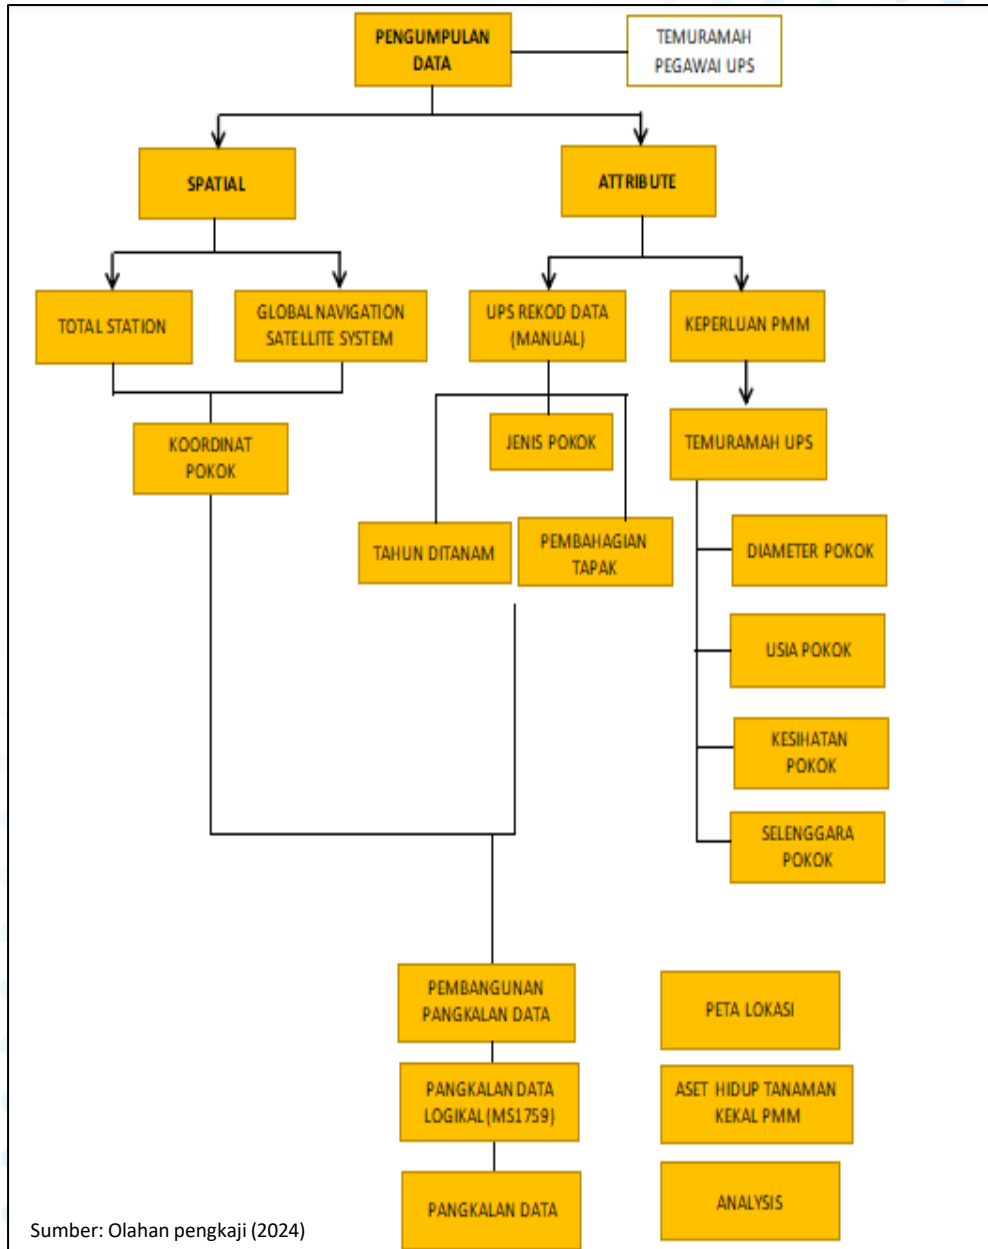 PENGUMPULAN
DATA
TEMURAMAH
PEGAWAI UPS
SPATIAL
ATTRIBUTE
TOTAL STATION
GLOBAL NAVIGATION
SATELLITE SYSTEM
UPS REKOD DATA
(MANUAL)
KEPERLUAN PMM
KOORDINAT
POKOK
JENIS POKOK
TEMURAMAH UPS
TAHUN DITANAM
PEMBAHAGIAN
TAPAK
DIAMETER POKOK
USIA POKOK
KESIHATAN
POKOK
SELENGGARA
POKOK
PEMBANGUNAN
PANGKALAN DATA
PETA LOKASI
PANGKALAN DATA
LOGIKAL(MS1759)
ASET HIDUP TANAMAN
KEKAL PMM
PANGKALAN DATA
ANALYSIS
Sumber: Olahan pengkaji (2024)